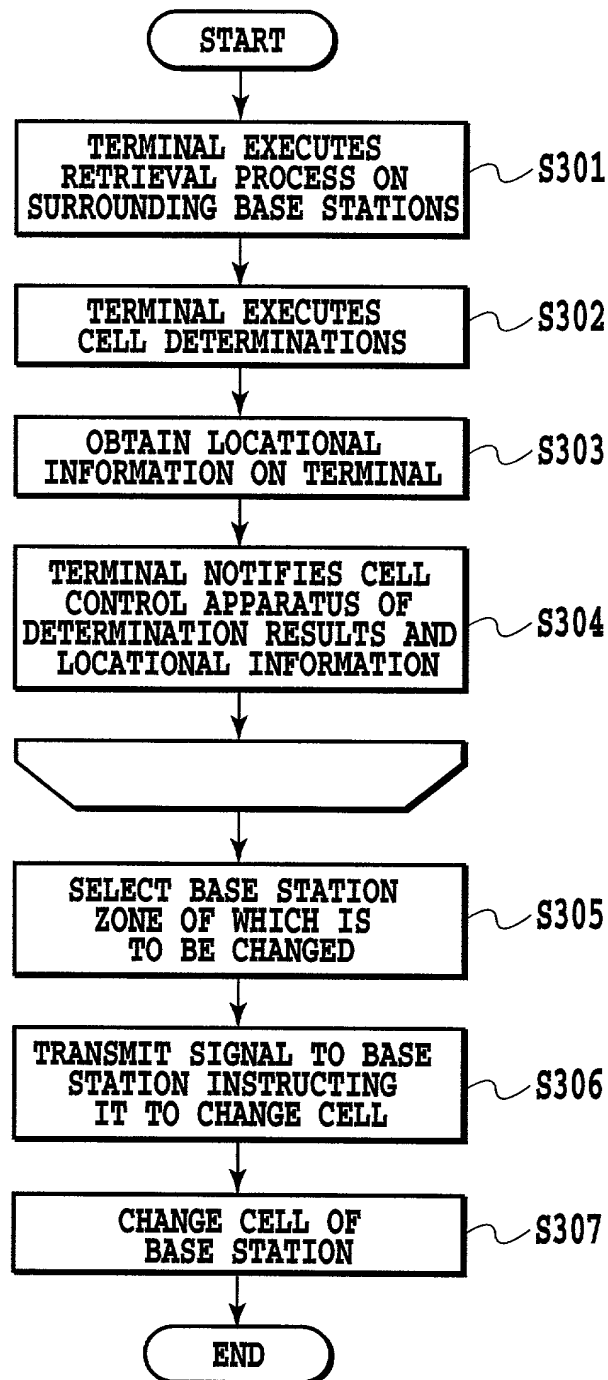 START
TERMINAL EXECUTES
RETRIEVAL PROCESS ON
SURROUNDING BASE STATIONS
S301
TERMINAL EXECUTES
CELL DETERMINATIONS
S302
OBTAIN LOCATIONAL
INFORMATION ON TERMINAL
S303
TERMINAL NOTIFIES CELL
CONTROL APPARATUS OF
DETERMINATION RESULTS AND
LOCATIONAL INFORMATION
S304
SELECT BASE STATION
ZONE OF WHICH IS
TO BE CHANGED
S305
TRANSMIT SIGNAL TO BASE
STATION INSTRUCTING
IT TO CHANGE CELL
S306
CHANGE CELL OF
BASE STATION
S307
END